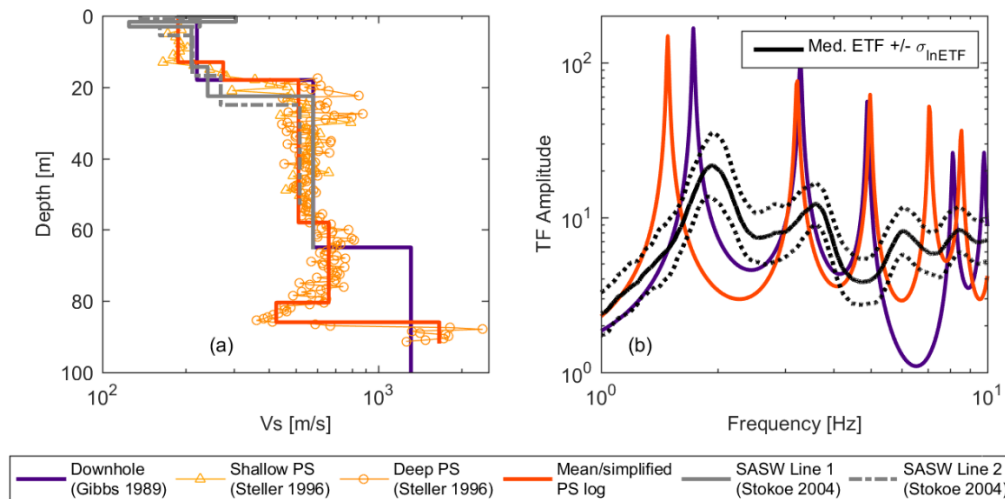 0
20
40
60
80
100
Depth [m]
(a)
10²
10³
Vs [m/s]
Med. ETF +/- σlnETF
10²
10¹
10⁰
TF Amplitude
(b)
10⁰
10¹
Frequency [Hz]
Downhole
(Gibbs 1989)
Shallow PS
(Steller 1996)
Deep PS
(Steller 1996)
Mean/simplified
PS log
SASW Line 1
(Stokoe 2004)
SASW Line 2
(Stokoe 2004)